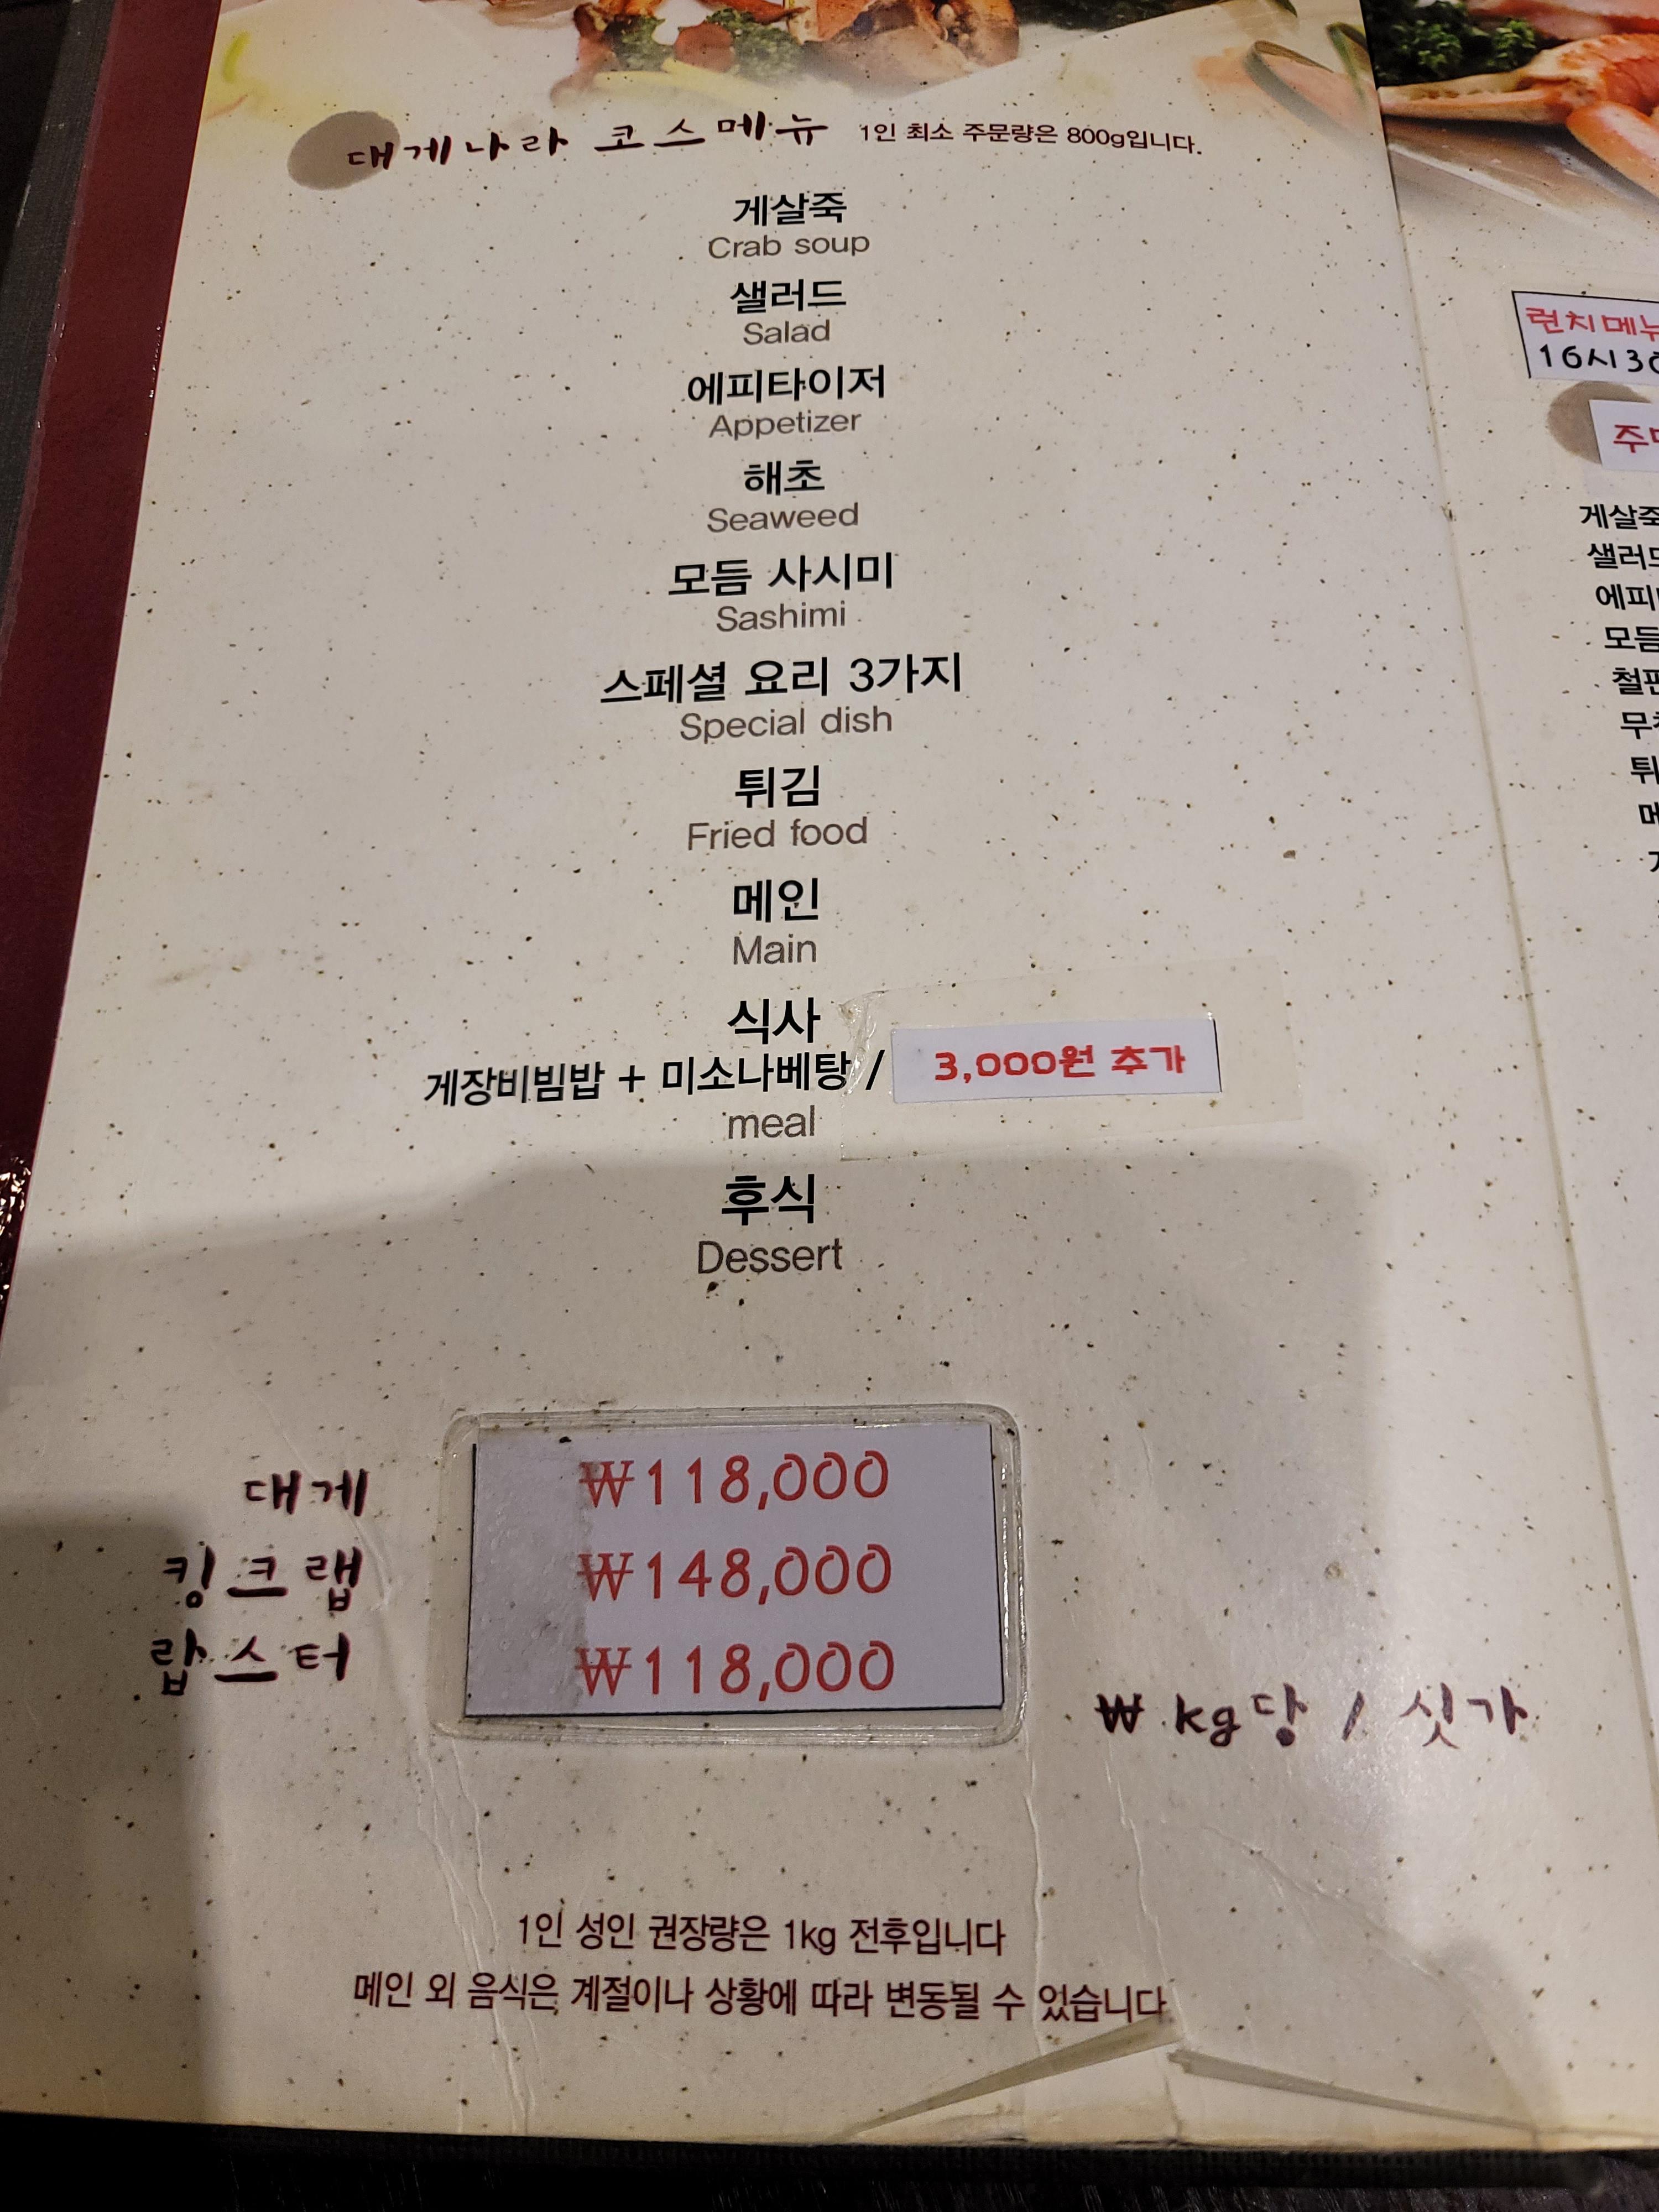 대게나라 코스메뉴 1인 최소 주문량은 800g입니다.
게살죽
Crab soup
샐러드
Salad
에피타이저
Appetizer
해초
Seaweed
모듬 사시미
Sashimi
스페셜 요리 3가지
Special dish
튀김
Fried food
메인
Main
식사
게장비빔밥 + 미소나베탕 / 3,000원 추가
meal
후식
Dessert
대게 ₩118,000
킹크랩 ₩148,000
랍스터 ₩118,000
₩ kg당 / 싯가
1인 성인 권장량은 1kg 전후입니다
메인 외 음식은 계절이나 상황에 따라 변동될 수 있습니다
런치메뉴
16시
게살죽
샐러드
모듬